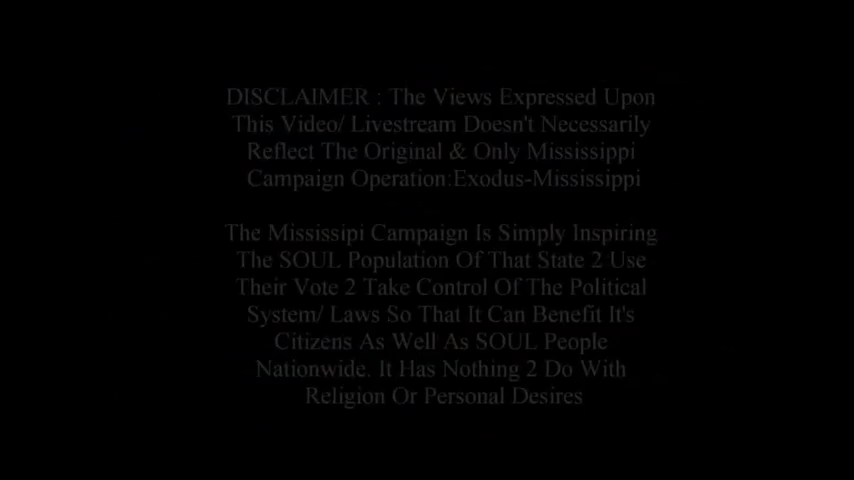 DISCLAIMER : The Views Expressed Upon
This Video/ Livestream Doesn't Necessarily
Reflect The Original & Only Mississippi
Campaign Operation:Exodus-Mississippi
The Mississipi Campaign Is Simply Inspiring
The SOUL Population Of That State 2 Use
Their Vote 2 Take Control Of The Political
System/ Laws So That It Can Benefit It's
Citizens As Well As SOUL People
Nationwide. It Has Nothing 2 Do With
Religion Or Personal Desires